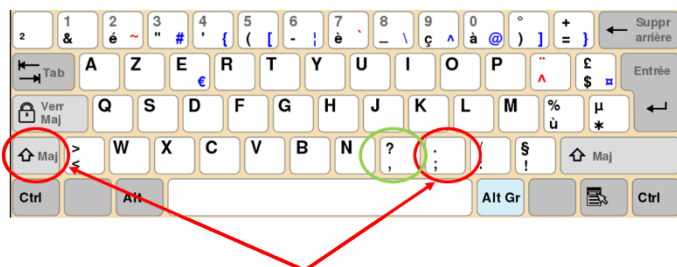 ² 1 & 2 é ~ 3 " # 4 ' { 5 ( [ 6 - ¦ 7 è ` 8 _ \ 9 ç ^ 0 à @ ° ) ] + = } Suppr arrière
Tab A Z E € R T Y U I O P ¨ ^ £ $ ¤ Entrée
Verr Maj Q S D F G H J K L M % ù µ *
Maj > < W X C V B N ? , . ; / : § ! Maj
Ctrl Alt Alt Gr Ctrl